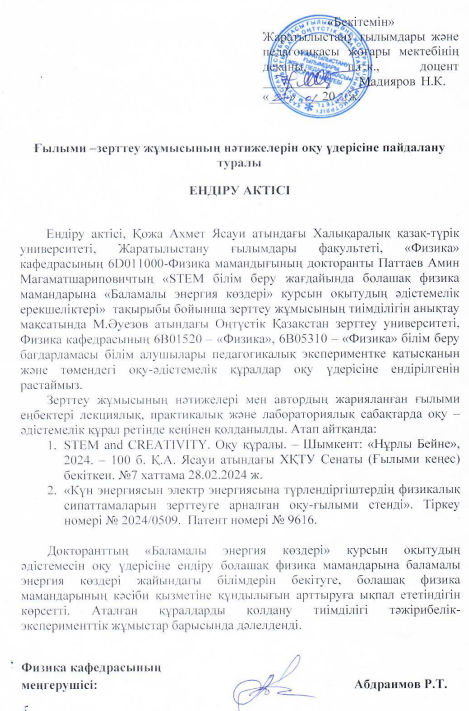 «Бекітемін»
Жаратылыстану ғылымдары және
педагогикасы жоғары мектебінің
деканы, п.ғ.к., доцент
Мадияров Н.К.
Ғылыми –зерттеу жұмысының нәтижелерін оқу үдерісіне пайдалану
туралы
ЕНДІРУ АКТІСІ
Ендіру актісі, Қожа Ахмет Ясауи атындағы Халықаралық қазақ-түрік
университеті, Жаратылыстану ғылымдары факультеті, «Физика»
кафедрасының 6D011000-Физика мамандығының докторанты Паттаев Амин
Магаматшариповичтың «STEM білім беру жағдайында болашақ физика
мамандарына «Баламалы энергия көздері» курсын оқытудың әдістемелік
ерекшеліктері» тақырыбы бойынша зерттеу жұмысының тиімділігін анықтау
мақсатында М.Әуезов атындағы Оңтүстік Қазақстан зерттеу университеті,
Физика кафедрасының 6В01520 – «Физика», 6В05310 – «Физика» білім беру
бағдарламасы білім алушылары педагогикалық экспериментке қатысқанын
және төмендегі оқу-әдістемелік құралдар оқу үдерісіне ендірілгенін
растаймыз.
Зерттеу жұмысының нәтижелері мен автордың жарияланған ғылыми
еңбектері лекциялық, практикалық және лабораториялық сабақтарда оқу –
әдістемелік құрал ретінде кеңінен қолданылды. Атап айтқанда:
1. STEM and CREATIVITY. Оқу құралы. – Шымкент: «Нұрлы Бейне»,
2024. – 100 б. Қ.А. Ясауи атындағы ХҚТУ Сенаты (Ғылыми кеңес)
бекіткен. №7 хаттама 28.02.2024 ж.
2. «Күн энергиясын электр энергиясына түрлендіргіштердің физикалық
сипаттамаларын зерттеуге арналған оқу-ғылыми стенді». Тіркеу
номері № 2024/0509. Патент номері № 9616.
Докторанттың «Баламалы энергия көздері» курсын оқытудың
әдістемесін оқу үдерісіне ендіру болашақ физика мамандарына баламалы
энергия көздері жайындағы білімдерін бекітуге, болашақ физика
мамандарының кәсіби қызметіне құндылығын арттыруға ықпал ететіндігін
көрсетті. Аталған құралдарды қолдану тиімділігі тәжірибелік-
эксперименттік жұмыстар барысында дәлелденді.
Физика кафедрасының
меңгерушісі: Абдраимов Р.Т.